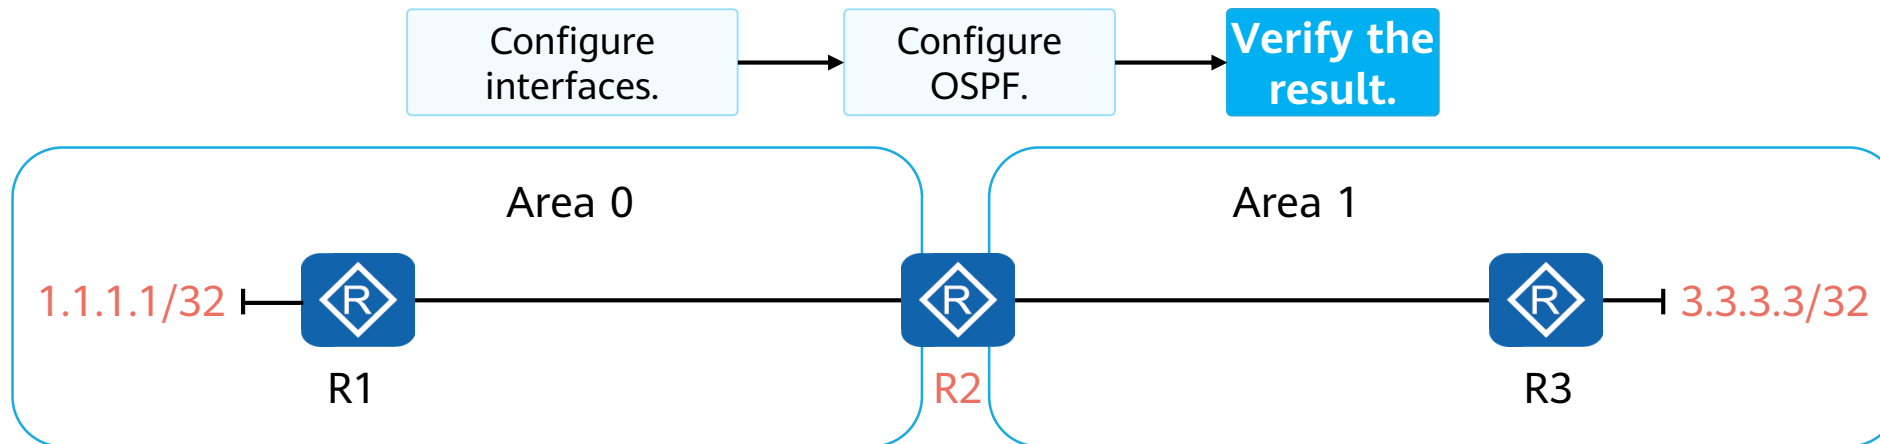 Configure
interfaces.
Configure
OSPF.
Verify the
result.
Area 0
Area 1
1.1.1.1/32
R
R
R
3.3.3.3/32
R1
R2
R3